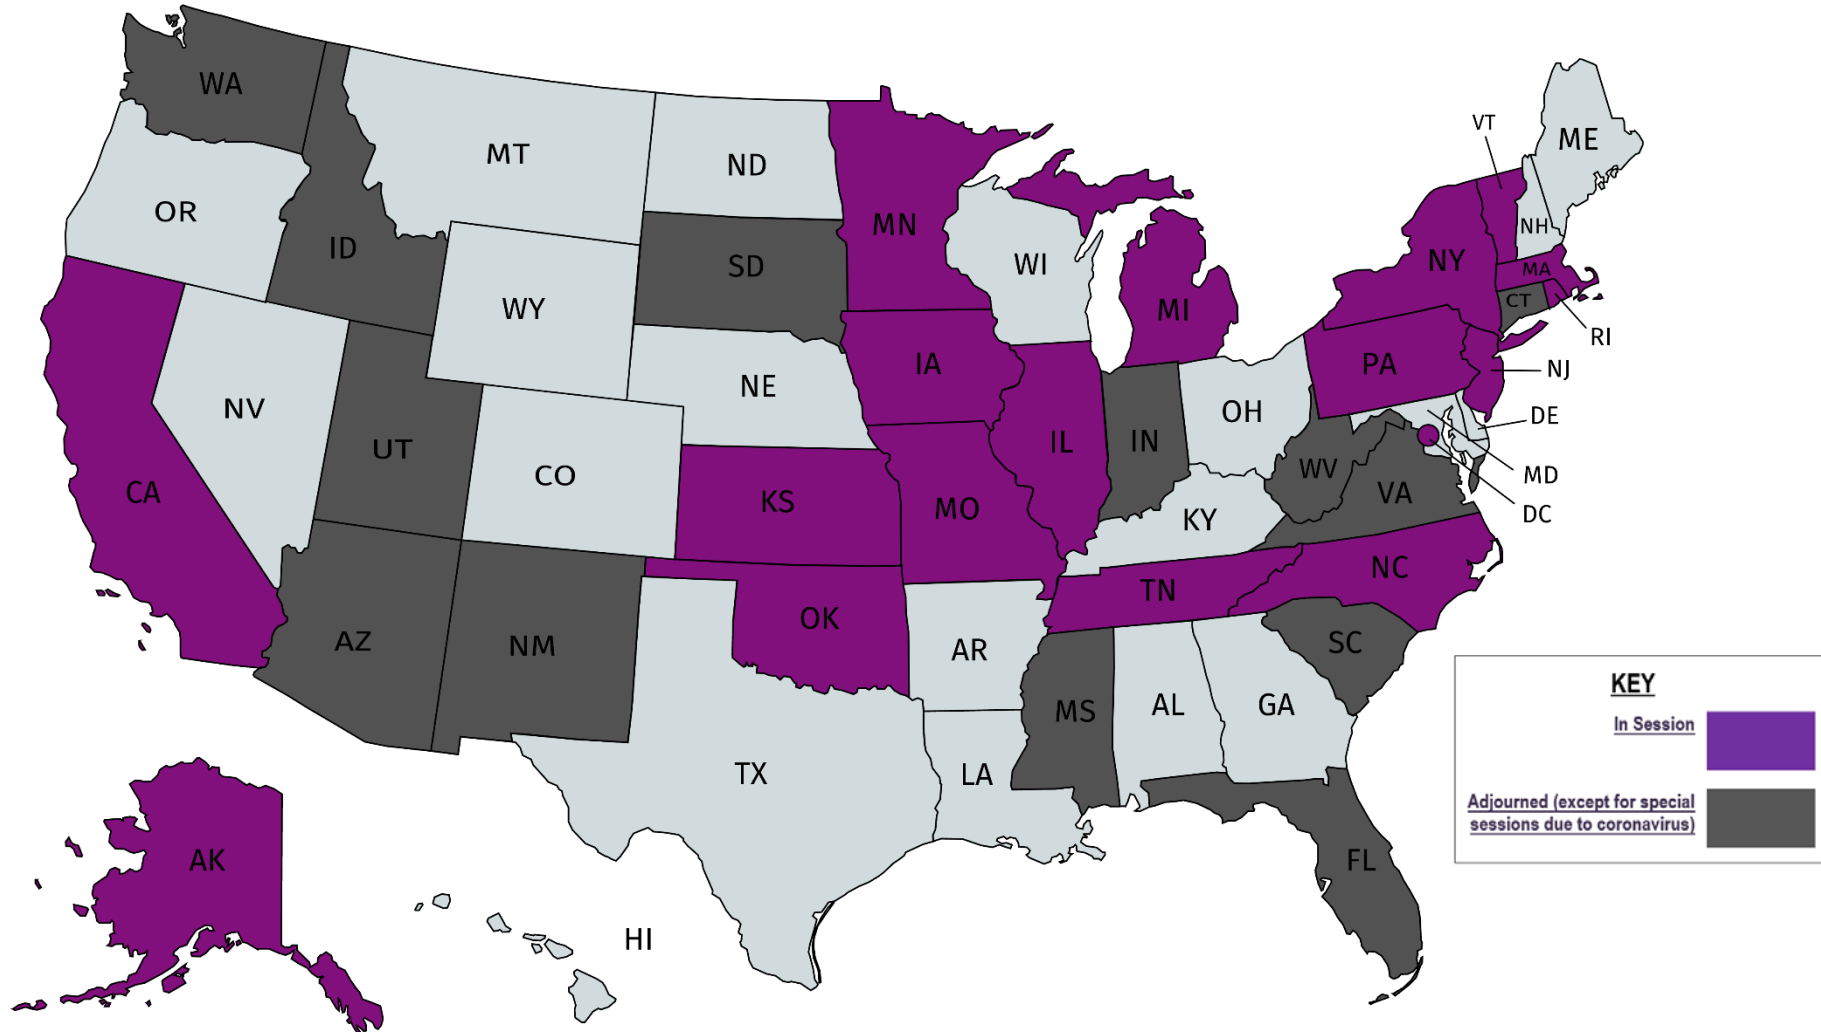 WA
MT
ND
MN
VT
ME
OR
ID
SD
WI
NY
NH
MA
CT
RI
WY
MI
IA
PA
NJ
NV
NE
OH
DE
UT
CO
IL
IN
WV
MD
CA
KS
MO
KY
VA
DC
AZ
NM
OK
AR
TN
NC
SC
MS
AL
GA
TX
LA
FL
AK
HI
KEY
In Session
Adjourned (except for special
sessions due to coronavirus)